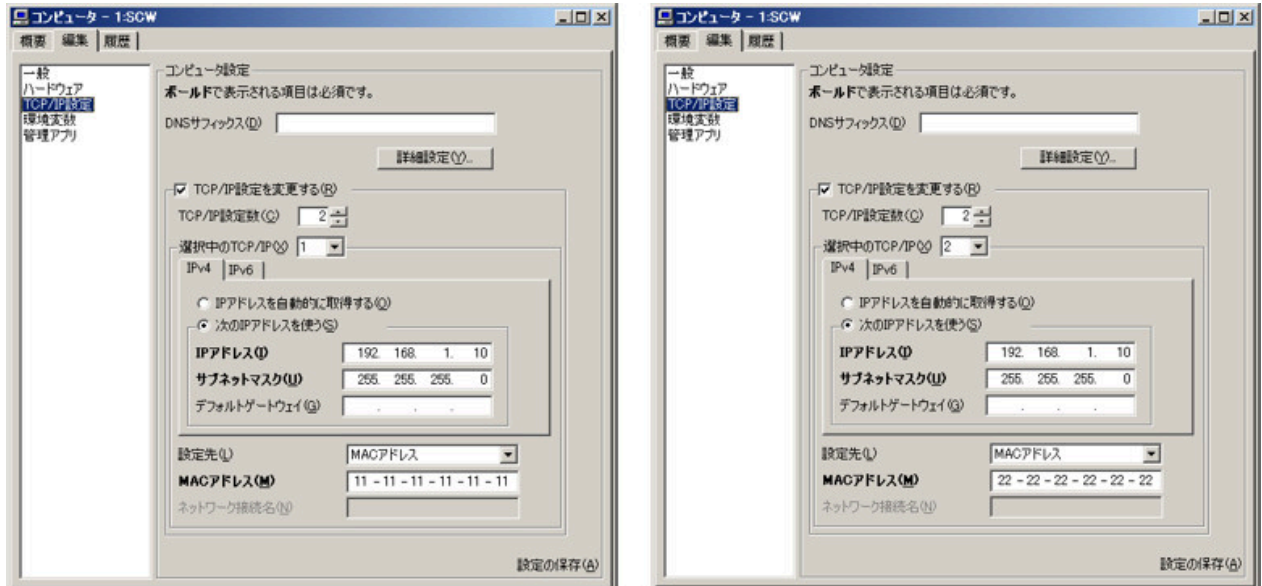 コンピュータ - 1:SCW
概要 編集 履歴
一般
ハードウェア
TCP/IP設定
環境変数
管理アプリ
コンピュータ設定
ボールドで表示される項目は必須です。
DNSサフィックス(D)
詳細設定(Y)...
TCP/IP設定を変更する(R)
TCP/IP設定数(C) 2
選択中のTCP/IP(X) 1
IPv4 IPv6
IPアドレスを自動的に取得する(O)
次のIPアドレスを使う(S)
IPアドレス(I) 192. 168. 1. 10
サブネットマスク(U) 255. 255. 255. 0
デフォルトゲートウェイ(G) . . .
設定先(L) MACアドレス
MACアドレス(M) 11 - 11 - 11 - 11 - 11 - 11
ネットワーク接続名(N)
設定の保存(A)
コンピュータ - 1:SCW
概要 編集 履歴
一般
ハードウェア
TCP/IP設定
環境変数
管理アプリ
コンピュータ設定
ボールドで表示される項目は必須です。
DNSサフィックス(D)
詳細設定(Y)...
TCP/IP設定を変更する(R)
TCP/IP設定数(C) 2
選択中のTCP/IP(X) 2
IPv4 IPv6
IPアドレスを自動的に取得する(O)
次のIPアドレスを使う(S)
IPアドレス(I) 192. 168. 1. 10
サブネットマスク(U) 255. 255. 255. 0
デフォルトゲートウェイ(G) . . .
設定先(L) MACアドレス
MACアドレス(M) 22 - 22 - 22 - 22 - 22 - 22
ネットワーク接続名(N)
設定の保存(A)